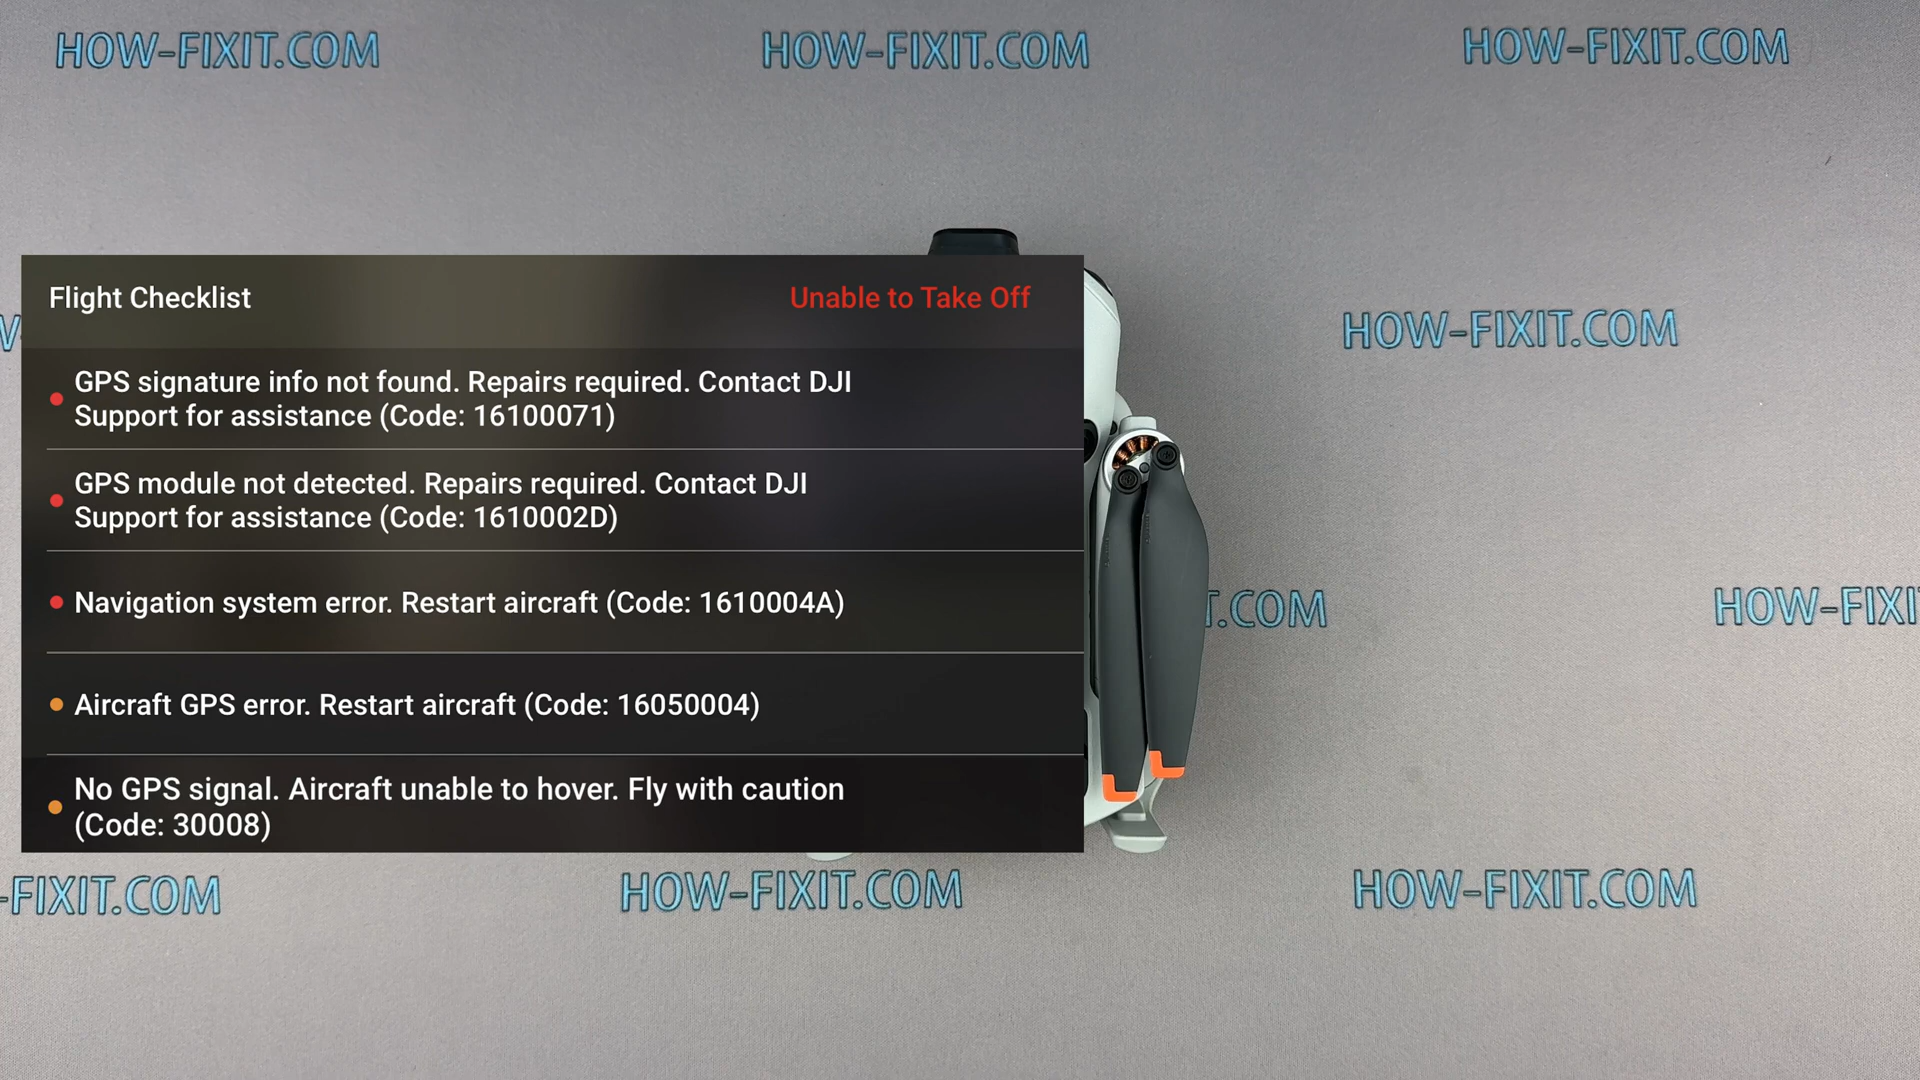 HOW-FIXIT.COM HOW-FIXIT.COM HOW-FIXIT.COM
Flight Checklist Unable to Take Off
GPS signature info not found. Repairs required. Contact DJI
Support for assistance (Code: 16100071)
HOW-FIXIT.COM
GPS module not detected. Repairs required. Contact DJI
Support for assistance (Code: 1610002D)
Navigation system error. Restart aircraft (Code: 1610004A)
T.COM HOW-FIXI
Aircraft GPS error. Restart aircraft (Code: 16050004)
No GPS signal. Aircraft unable to hover. Fly with caution
(Code: 30008)
-FIXIT.COM HOW-FIXIT.COM HOW-FIXIT.COM